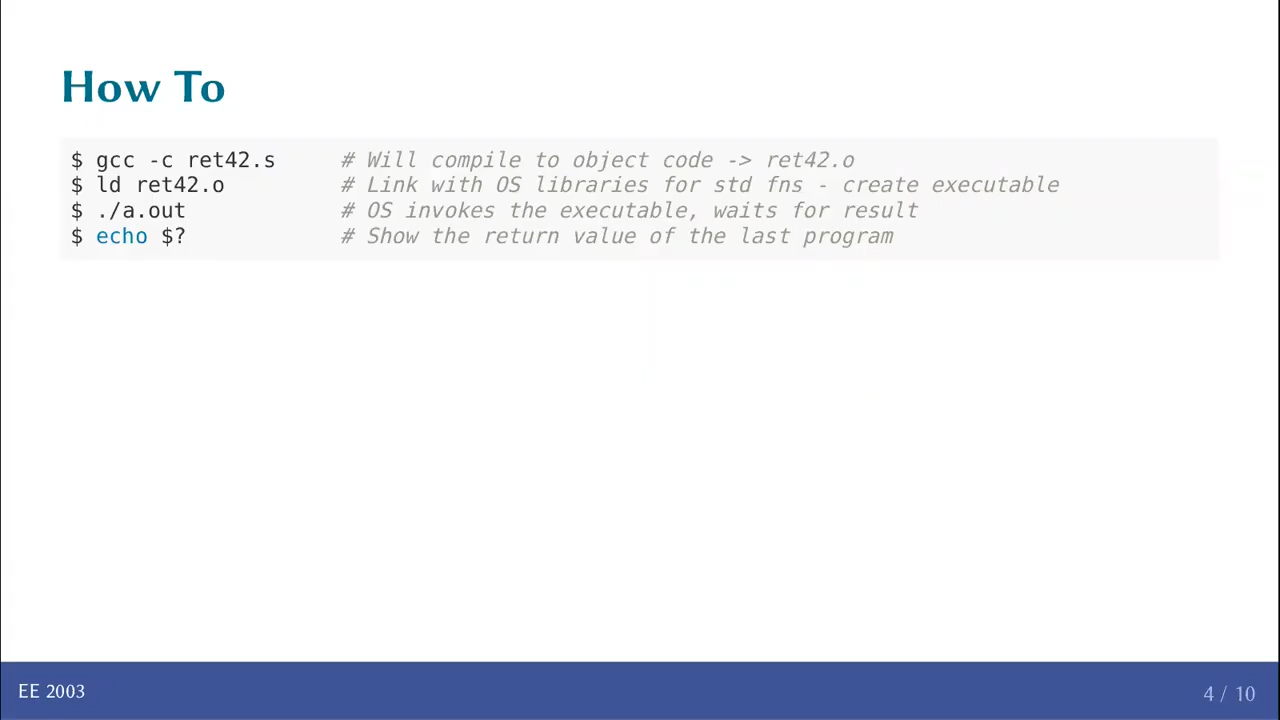 How To
$ gcc -c ret42.s # Will compile to object code -> ret42.o
$ ld ret42.o # Link with OS libraries for std fns - create executable
$ ./a.out # OS invokes the executable, waits for result
$ echo $? # Show the return value of the last program
EE 2003
4 / 10